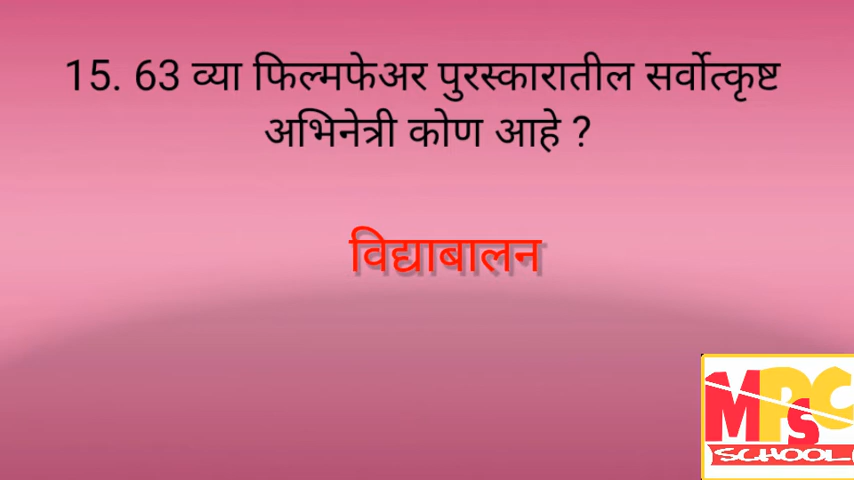 15. 63 व्या फिल्मफेअर पुरस्कारातील सर्वोत्कृष्ट
अभिनेत्री कोण आहे ?
विद्याबालन
MPSC
SCHOOL